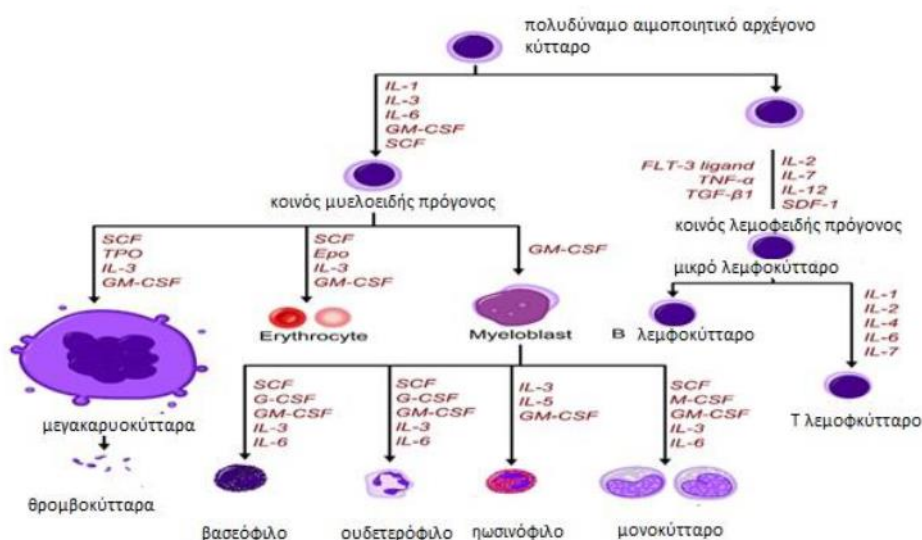 πολυδύναμο αιμοποιητικό αρχέγονο
κύτταρο
IL-1
IL-3
IL-6
GM-CSF
SCF
FLT-3 ligand
TNF-α
TGF-β1
IL-2
IL-7
IL-12
SDF-1
κοινός μυελοειδής πρόγονος
κοινός λεμοφειδής πρόγονος
μικρό λεμφοκύτταρο
SCF
TPO
IL-3
GM-CSF
SCF
Epo
IL-3
GM-CSF
GM-CSF
IL-1
IL-2
IL-4
IL-6
IL-7
Erythrocyte
Myeloblast
B λεμφοκύτταρο
T λεμοφκύτταρο
μεγακαρυοκύτταρα
θρομβοκύτταρα
SCF
G-CSF
GM-CSF
IL-3
IL-6
SCF
G-CSF
GM-CSF
IL-3
IL-6
IL-3
IL-5
GM-CSF
SCF
M-CSF
GM-CSF
IL-3
IL-6
βασεόφιλο
ουδετερόφιλο
ηωσινόφιλο
μονοκύτταρο